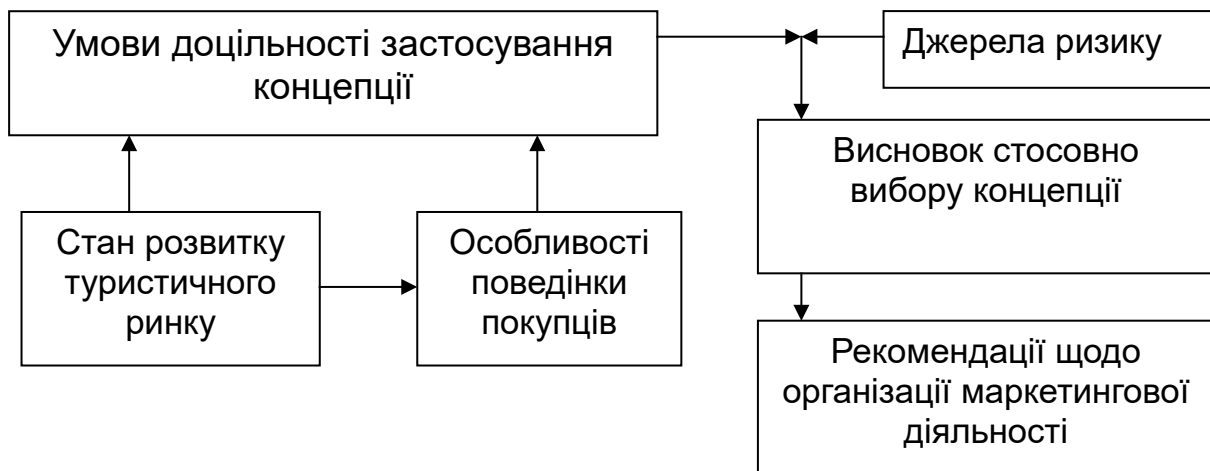 Умови доцільності застосування
концепції
Джерела ризику
Висновок стосовно
вибору концепції
Стан розвитку
туристичного
ринку
Особливості
поведінки
покупців
Рекомендації щодо
організації маркетингової
діяльності